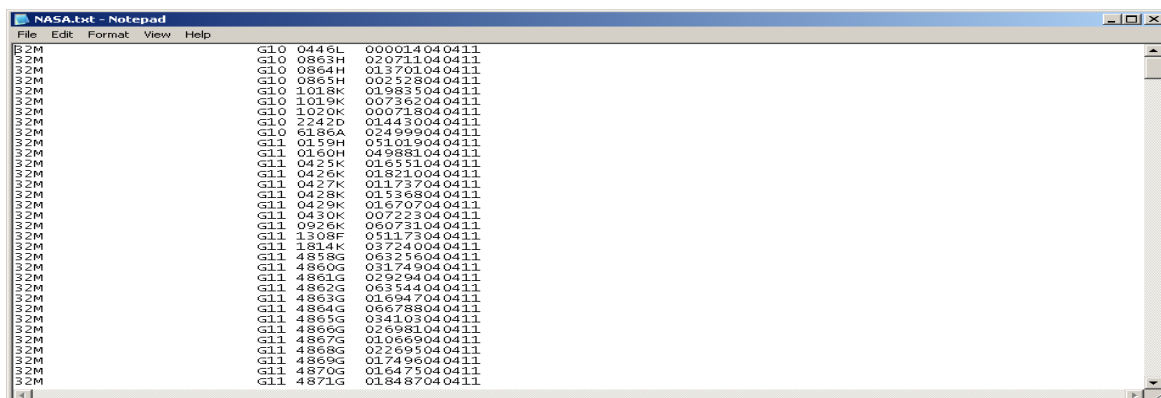 NASA.txt - Notepad
File Edit Format View Help
32M G10 0446L 000014040411
32M G10 0863H 020711040411
32M G10 0864H 013701040411
32M G10 0865H 002528040411
32M G10 1018K 019835040411
32M G10 1019K 007362040411
32M G10 1020K 000718040411
32M G10 2242D 014430040411
32M G10 6186A 024999040411
32M G11 0159H 051019040411
32M G11 0160H 049881040411
32M G11 0425K 016551040411
32M G11 0426K 018210040411
32M G11 0427K 011737040411
32M G11 0428K 015368040411
32M G11 0429K 016707040411
32M G11 0430K 007223040411
32M G11 0926K 060731040411
32M G11 1308F 051173040411
32M G11 1814K 037240040411
32M G11 4858G 063256040411
32M G11 4860G 031749040411
32M G11 4861G 029294040411
32M G11 4862G 063544040411
32M G11 4863G 016947040411
32M G11 4864G 066788040411
32M G11 4865G 034103040411
32M G11 4866G 026981040411
32M G11 4867G 010669040411
32M G11 4868G 022695040411
32M G11 4869G 017496040411
32M G11 4870G 016475040411
32M G11 4871G 018487040411